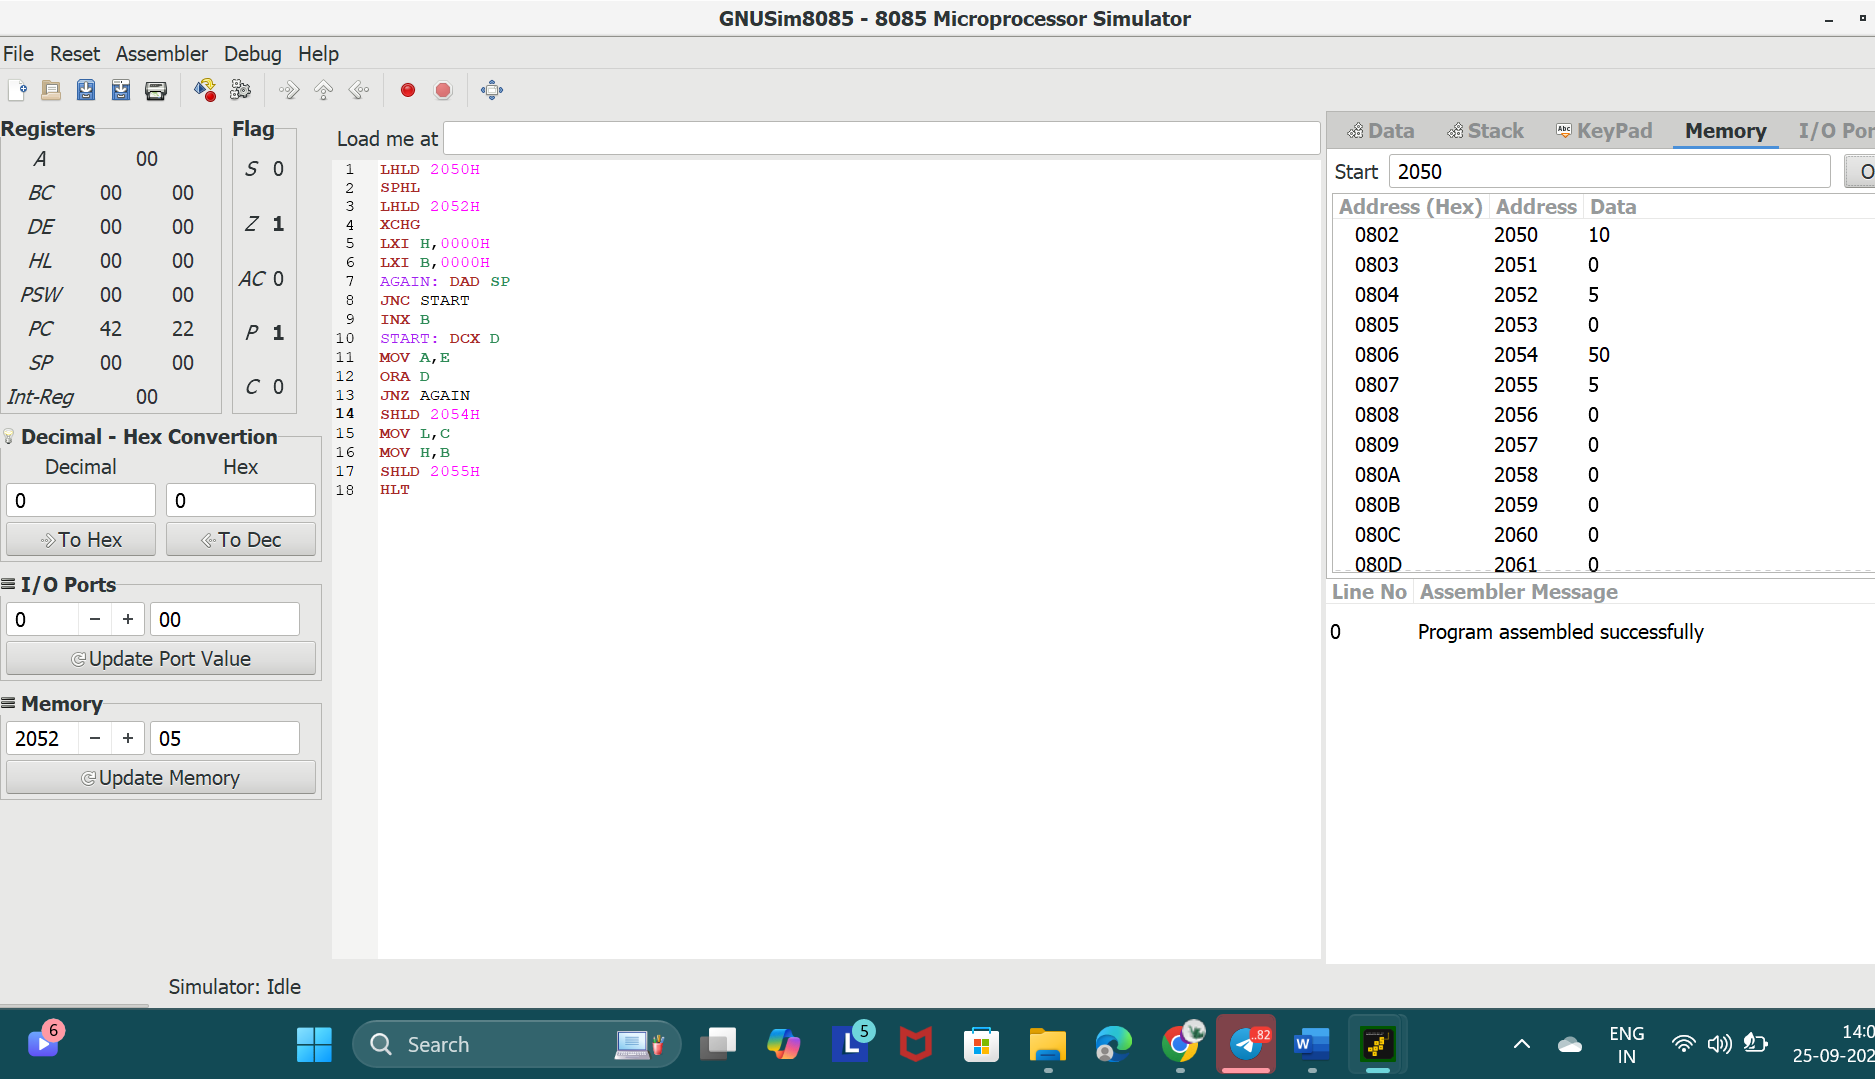 GNUSim8085 - 8085 Microprocessor Simulator
File Reset Assembler Debug Help
Registers
A 00
BC 00 00
DE 00 00
HL 00 00
PSW 00 00
PC 42 22
SP 00 00
Int-Reg 00
Flag
S 0
Z 1
AC 0
P 1
C 0
Decimal - Hex Convertion
Decimal Hex
0 0
To Hex To Dec
I/O Ports
0 − + 00
Update Port Value
Memory
2052 − + 05
Update Memory
Load me at
1 LHLD 2050H
2 SPHL
3 LHLD 2052H
4 XCHG
5 LXI H,0000H
6 LXI B,0000H
7 AGAIN: DAD SP
8 JNC START
9 INX B
10 START: DCX D
11 MOV A,E
12 ORA D
13 JNZ AGAIN
14 SHLD 2054H
15 MOV L,C
16 MOV H,B
17 SHLD 2055H
18 HLT
Data Stack Abc KeyPad Memory I/O Por
Start 2050 O
Address (Hex) Address Data
0802 2050 10
0803 2051 0
0804 2052 5
0805 2053 0
0806 2054 50
0807 2055 5
0808 2056 0
0809 2057 0
080A 2058 0
080B 2059 0
080C 2060 0
080D 2061 0
Line No Assembler Message
0 Program assembled successfully
Simulator: Idle
6
Search
L 5
..82
W
ENG
IN
14:0
25-09-202